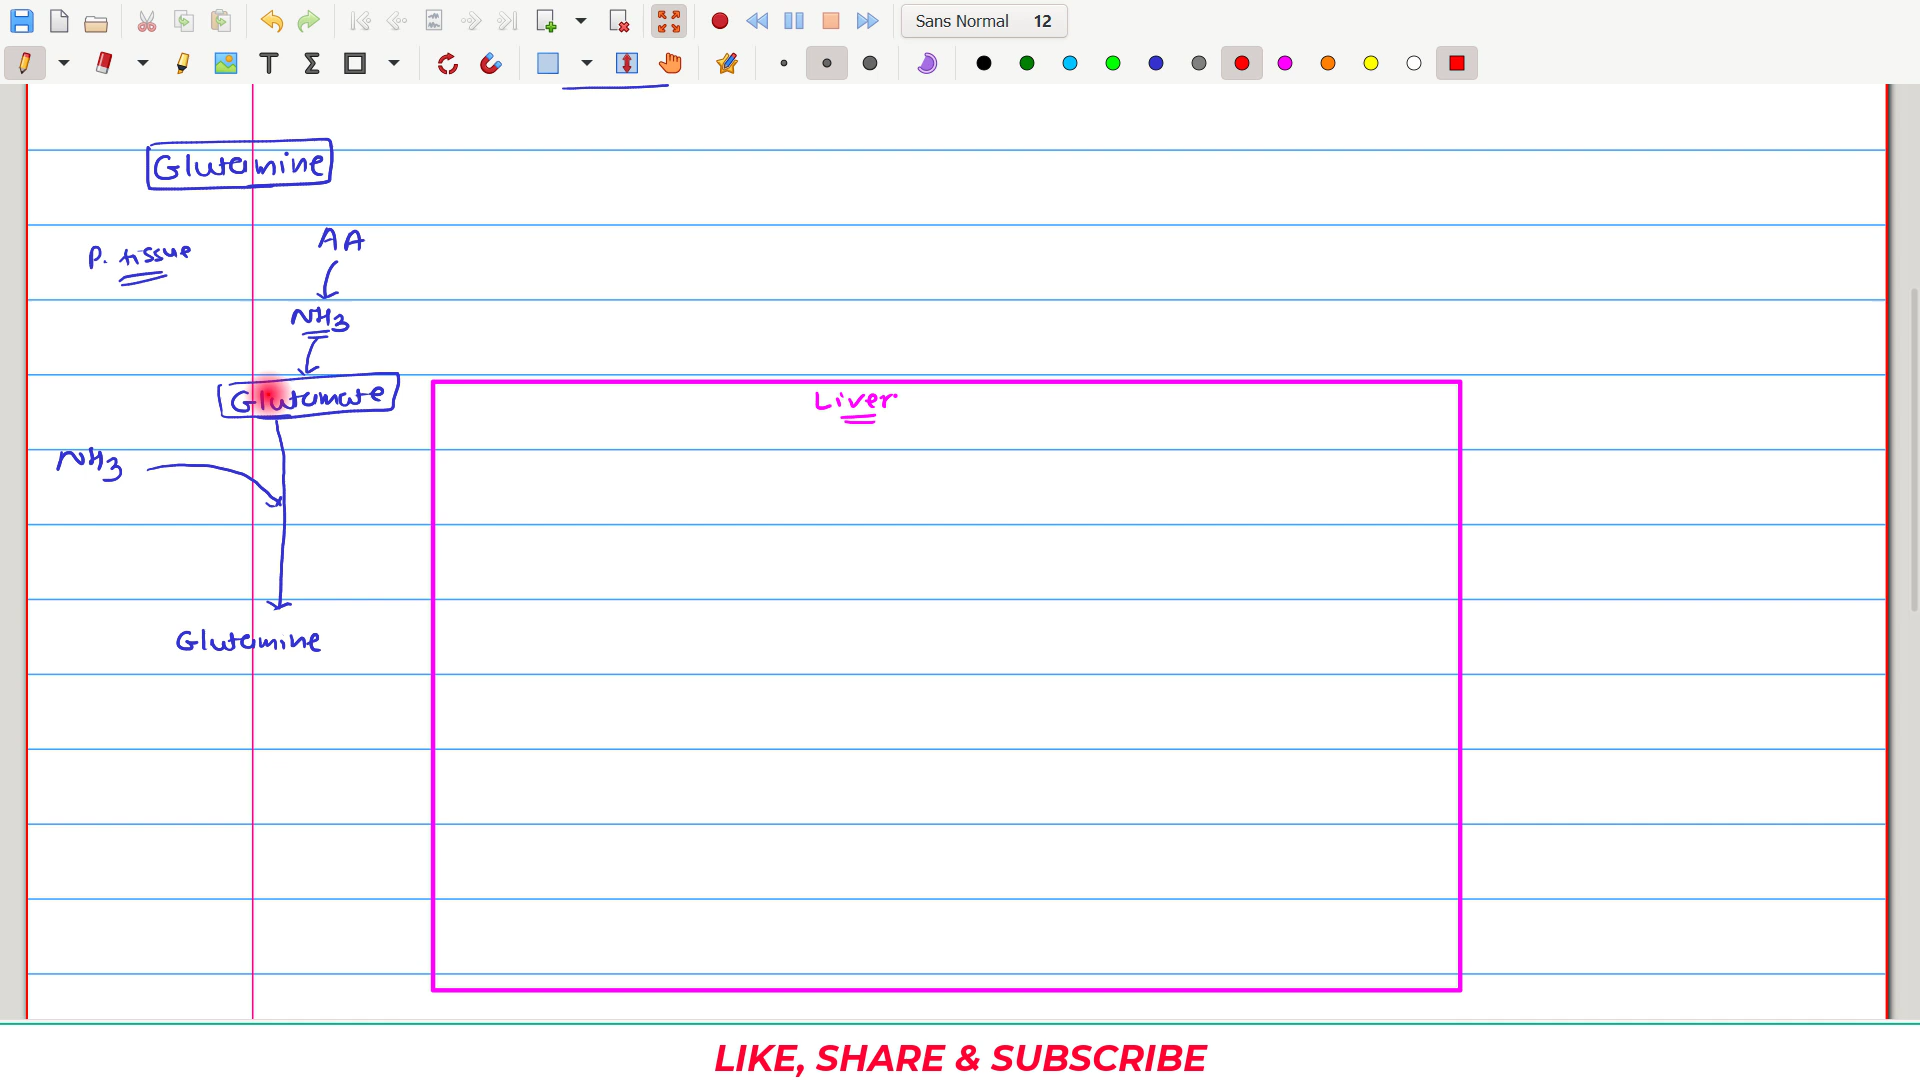 Sans Normal 12
Glutamine
P. tissue
AA
NH3
Glutamate
Liver
NH3
Glutamine
LIKE, SHARE & SUBSCRIBE